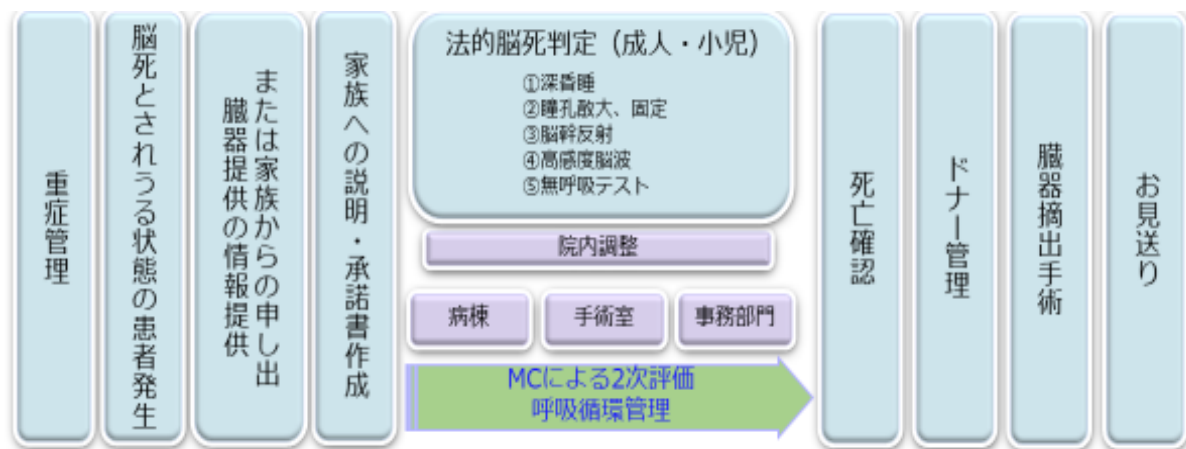 重症管理
脳死とされうる状態の患者発生
臓器提供の情報提供
または家族からの申し出
家族への説明・承諾書作成
法的脳死判定（成人・小児）
①深昏睡
②瞳孔散大、固定
③脳幹反射
④高感度脳波
⑤無呼吸テスト
院内調整
病棟
手術室
事務部門
MCによる2次評価
呼吸循環管理
死亡確認
ドナー管理
臓器摘出手術
お見送り